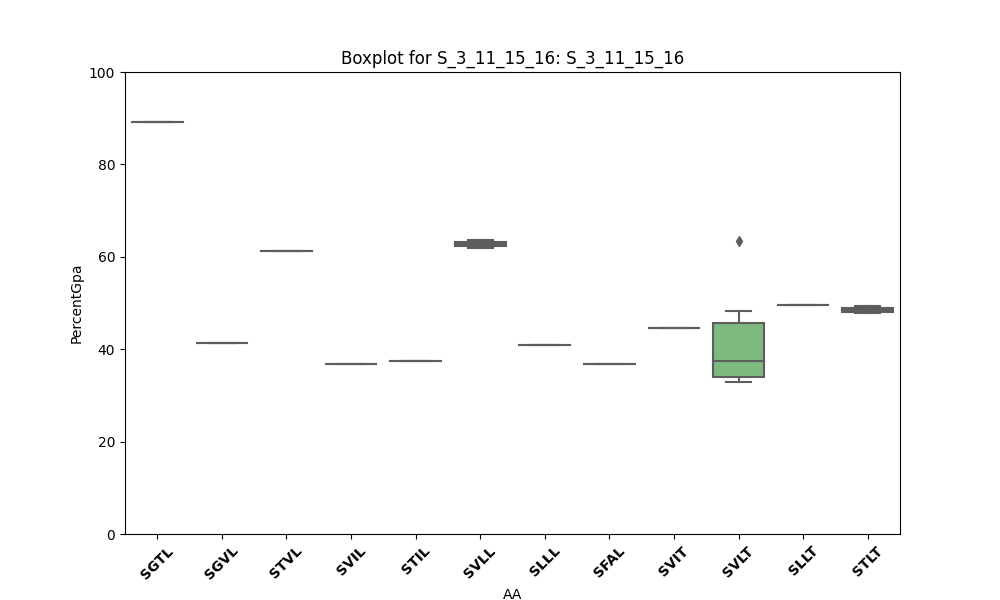 Boxplot for S_3_11_15_16: S_3_11_15_16
100
80
60
40
20
0
PercentGpa
SGTL
SGVL
STVL
SVIL
STIL
SVLL
SLLL
SFAL
SVIT
SVLT
SLLT
STLT
AA